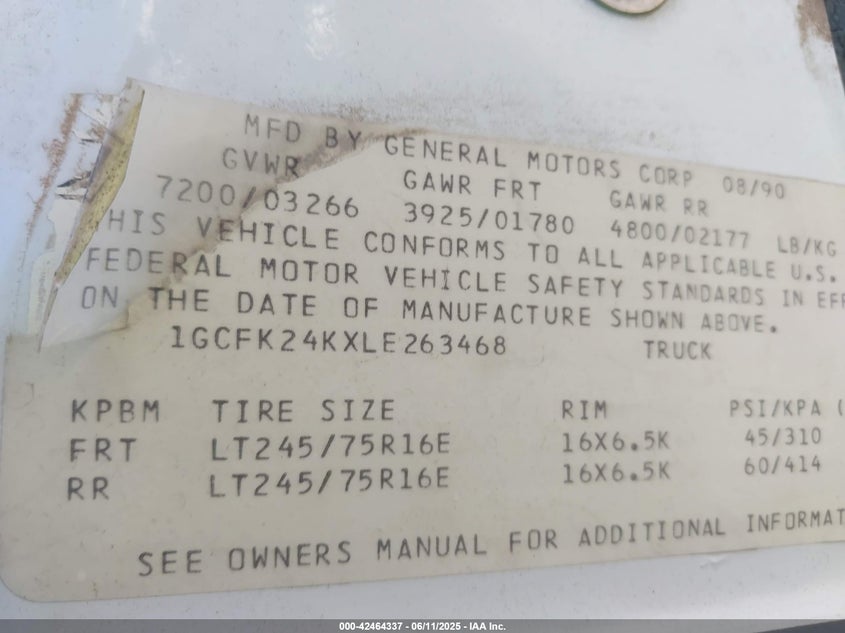 MFD BY GENERAL MOTORS CORP 08/90
GVWR GAWR FRT GAWR RR
7200/03266 3925/01780 4800/02177 LB/KG
HIS VEHICLE CONFORMS TO ALL APPLICABLE U.S.
FEDERAL MOTOR VEHICLE SAFETY STANDARDS IN EFF
ON THE DATE OF MANUFACTURE SHOWN ABOVE.
1GCFK24KXLE263468 TRUCK
KPBM TIRE SIZE RIM PSI/KPA (
FRT LT245/75R16E 16X6.5K 45/310
RR LT245/75R16E 16X6.5K 60/414
SEE OWNERS MANUAL FOR ADDITIONAL INFORMAT
000-42464337 - 06/11/2025 - IAA Inc.